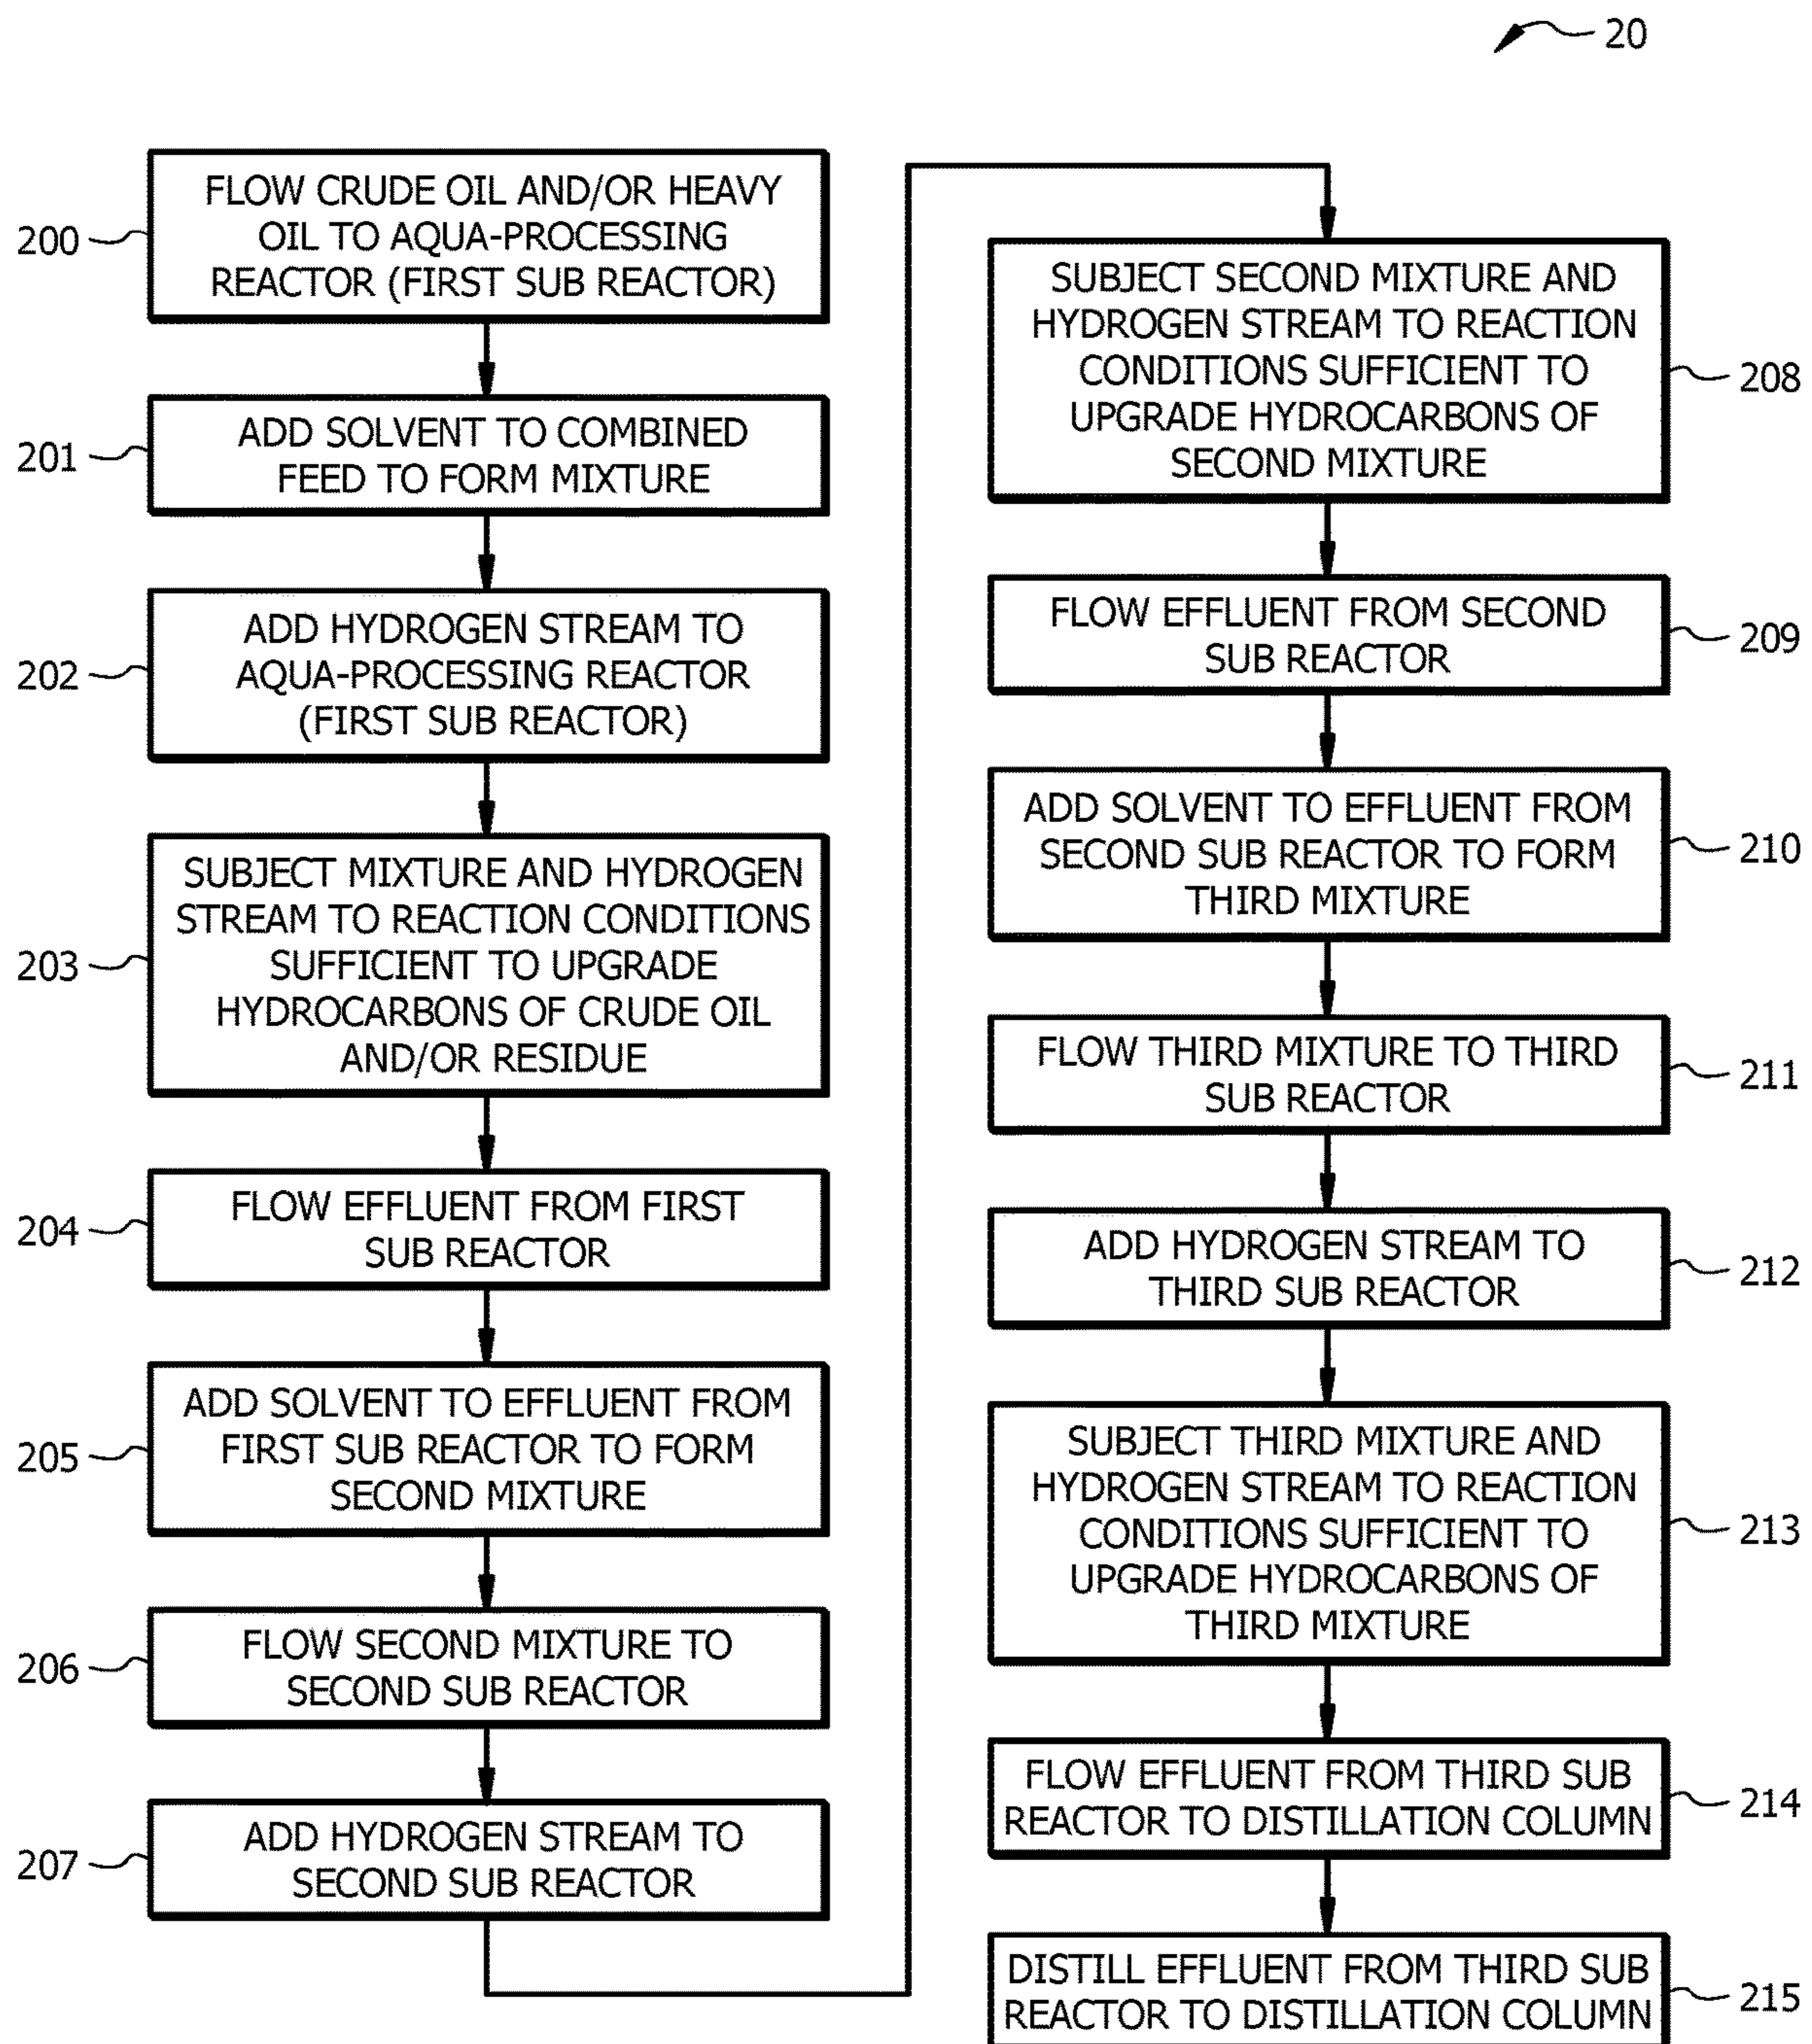 20
200
FLOW CRUDE OIL AND/OR HEAVY
OIL TO AQUA-PROCESSING
REACTOR (FIRST SUB REACTOR)
201
ADD SOLVENT TO COMBINED
FEED TO FORM MIXTURE
202
ADD HYDROGEN STREAM TO
AQUA-PROCESSING REACTOR
(FIRST SUB REACTOR)
203
SUBJECT MIXTURE AND HYDROGEN
STREAM TO REACTION CONDITIONS
SUFFICIENT TO UPGRADE
HYDROCARBONS OF CRUDE OIL
AND/OR RESIDUE
204
FLOW EFFLUENT FROM FIRST
SUB REACTOR
205
ADD SOLVENT TO EFFLUENT FROM
FIRST SUB REACTOR TO FORM
SECOND MIXTURE
206
FLOW SECOND MIXTURE TO
SECOND SUB REACTOR
207
ADD HYDROGEN STREAM TO
SECOND SUB REACTOR
SUBJECT SECOND MIXTURE AND
HYDROGEN STREAM TO REACTION
CONDITIONS SUFFICIENT TO
UPGRADE HYDROCARBONS OF
SECOND MIXTURE
208
FLOW EFFLUENT FROM SECOND
SUB REACTOR
209
ADD SOLVENT TO EFFLUENT FROM
SECOND SUB REACTOR TO FORM
THIRD MIXTURE
210
FLOW THIRD MIXTURE TO THIRD
SUB REACTOR
211
ADD HYDROGEN STREAM TO
THIRD SUB REACTOR
212
SUBJECT THIRD MIXTURE AND
HYDROGEN STREAM TO REACTION
CONDITIONS SUFFICIENT TO
UPGRADE HYDROCARBONS OF
THIRD MIXTURE
213
FLOW EFFLUENT FROM THIRD SUB
REACTOR TO DISTILLATION COLUMN
214
DISTILL EFFLUENT FROM THIRD SUB
REACTOR TO DISTILLATION COLUMN
215